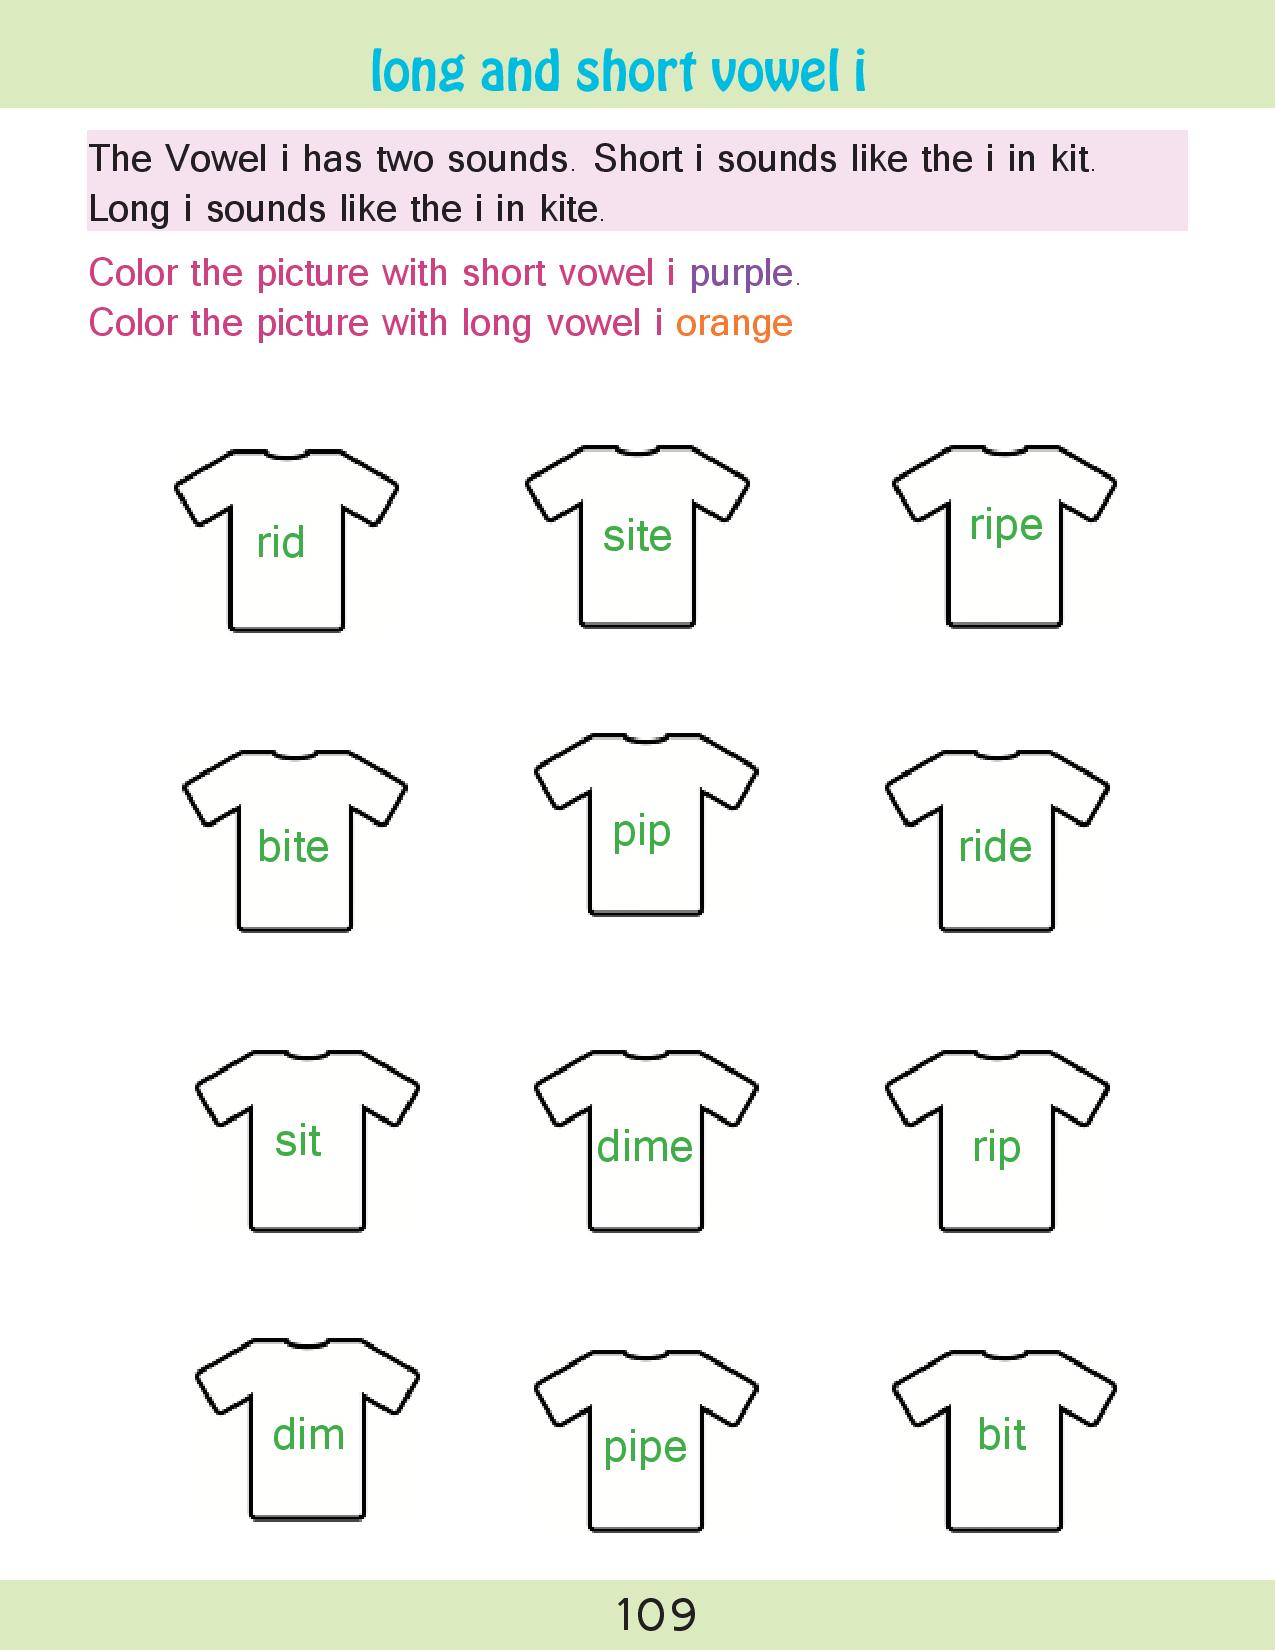 long and short vowel i
The Vowel i has two sounds. Short i sounds like the i in kit.
Long i sounds like the i in kite.
Color the picture with short vowel i purple.
Color the picture with long vowel i orange
rid
site
ripe
bite
pip
ride
sit
dime
rip
dim
pipe
bit
109